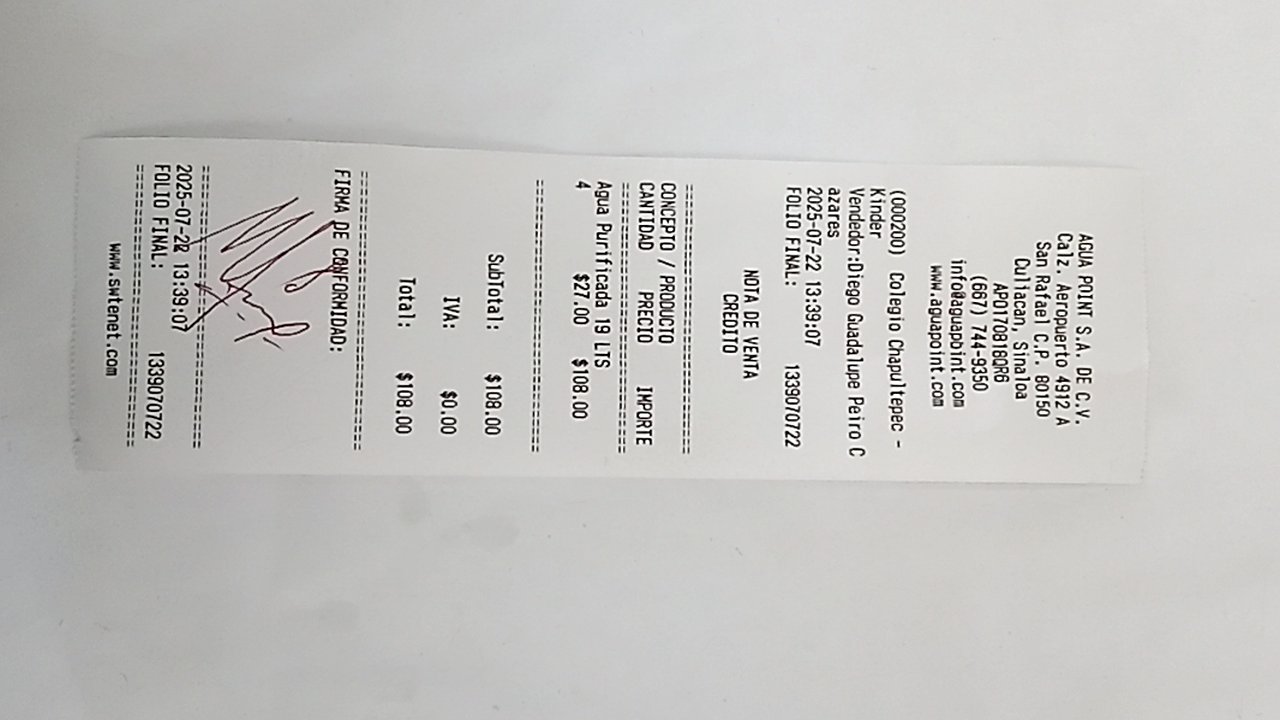 AGUA POINT S.A. DE C.V.
Calz. Aeropuerto 4912 A
San Rafael C.P. 80150
Culiacan, Sinaloa
APO170818QR6
(667) 744-9350
info@aguapoint.com
www.aguapoint.com
(000200) Colegio Chapultepec -
Kinder
Vendedor:Diego Guadalupe Peiro C
azares
2025-07-22 13:39:07
FOLIO FINAL: 1339070722
NOTA DE VENTA
CREDITO
==============================
CONCEPTO / PRODUCTO
CANTIDAD PRECIO IMPORTE
==============================
Agua Purificada 19 LTS
4 $27.00 $108.00
==============================
SubTotal: $108.00
IVA: $0.00
Total: $108.00
==============================
FIRMA DE CONFORMIDAD:
==============================
2025-07-22 13:39:07
FOLIO FINAL: 1339070722
==============================
www.swtenet.com